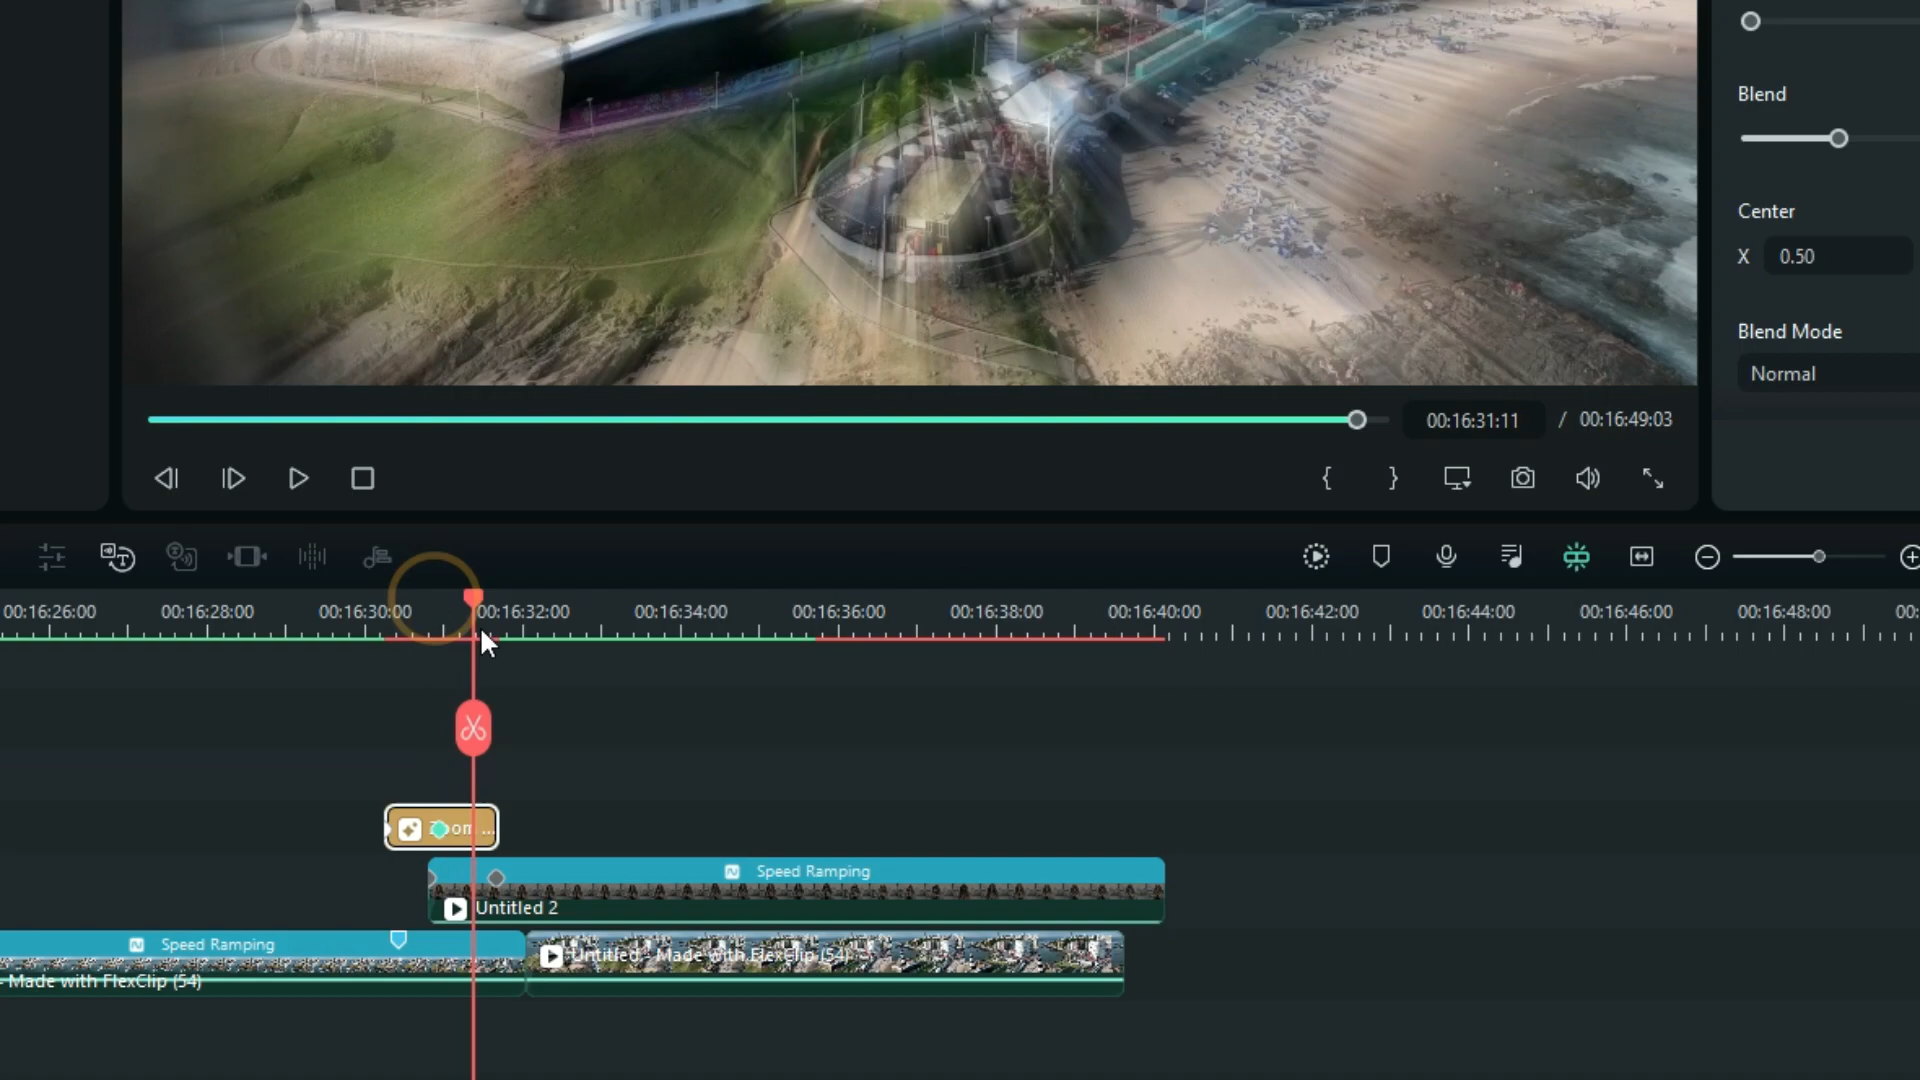 Blend
Center
X 0.50
Blend Mode
Normal
00:16:31:11 / 00:16:49:03
00:16:26:00 00:16:28:00 00:16:30:00 00:16:32:00 00:16:34:00 00:16:36:00 00:16:38:00 00:16:40:00 00:16:42:00 00:16:44:00 00:16:46:00 00:16:48:00 00:
Zoom ...
Speed Ramping
Untitled 2
Speed Ramping
Untitled - Made with FlexClip (54)
- Made with FlexClip (54)